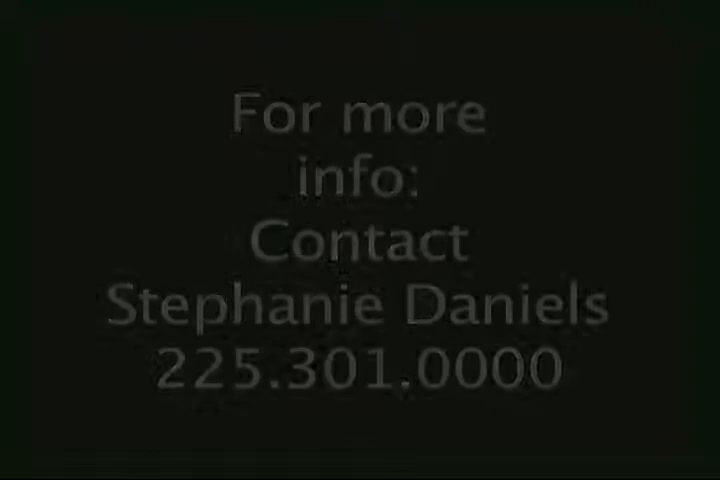 For more
info:
Contact
Stephanie Daniels
225.301.0000